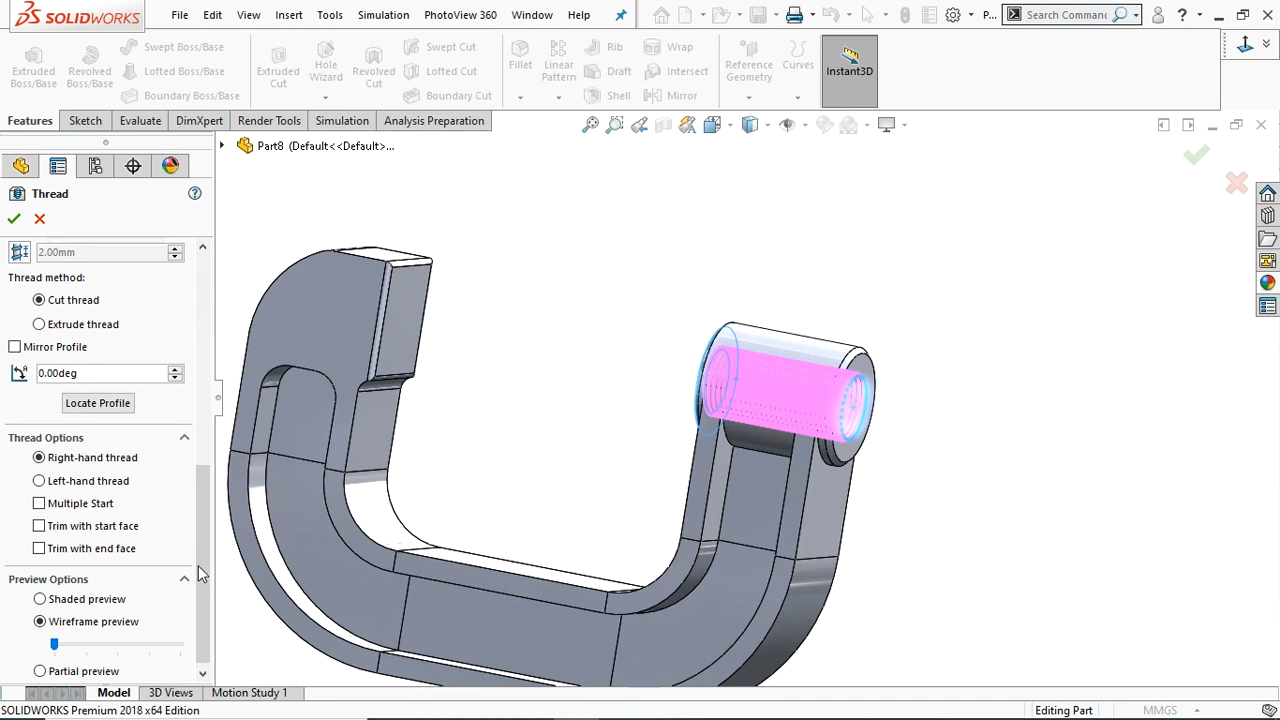 SOLIDWORKS File Edit View Insert Tools Simulation PhotoView 360 Window Help P... Search Comman ?
Extruded Boss/Base
Revolved Boss/Base
Swept Boss/Base
Lofted Boss/Base
Boundary Boss/Base
Extruded Cut
Hole Wizard
Revolved Cut
Swept Cut
Lofted Cut
Boundary Cut
Fillet
Linear Pattern
Rib
Draft
Shell
Wrap
Intersect
Mirror
Reference Geometry
Curves
Instant3D
Features Sketch Evaluate DimXpert Render Tools Simulation Analysis Preparation
Part8 (Default<<Default>...
Thread
2.00mm
Thread method:
Cut thread
Extrude thread
Mirror Profile
0.00deg
Locate Profile
Thread Options
Right-hand thread
Left-hand thread
Multiple Start
Trim with start face
Trim with end face
Preview Options
Shaded preview
Wireframe preview
Partial preview
Model 3D Views Motion Study 1
SOLIDWORKS Premium 2018 x64 Edition Editing Part MMGS